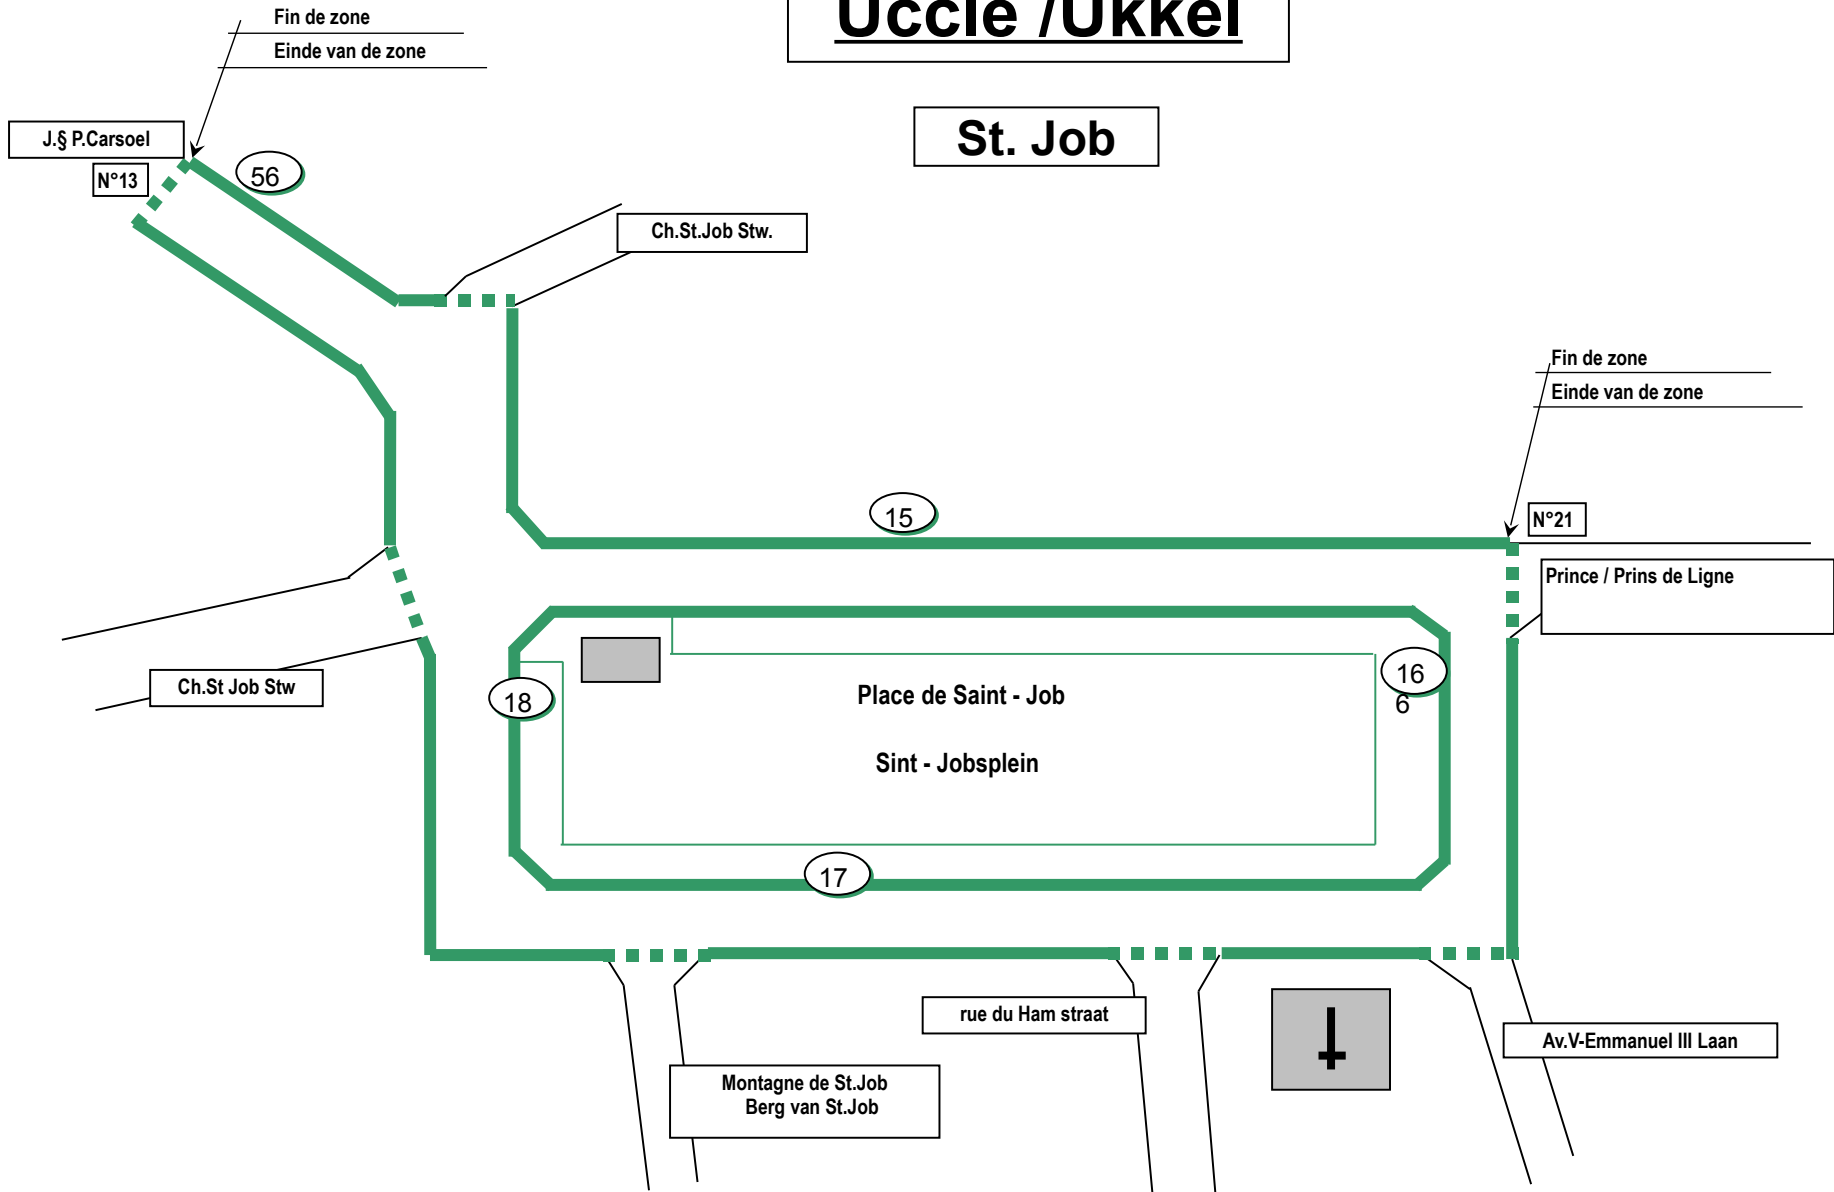 Uccle /Ukkel
St. Job
Fin de zone
Einde van de zone
J.§ P.Carsoel
N°13
56
Ch.St.Job Stw.
Fin de zone
Einde van de zone
15
N°21
Prince / Prins de Ligne
Ch.St Job Stw
18
Place de Saint - Job
Sint - Jobsplein
16
6
17
rue du Ham straat
Av.V-Emmanuel III Laan
Montagne de St.Job
Berg van St.Job